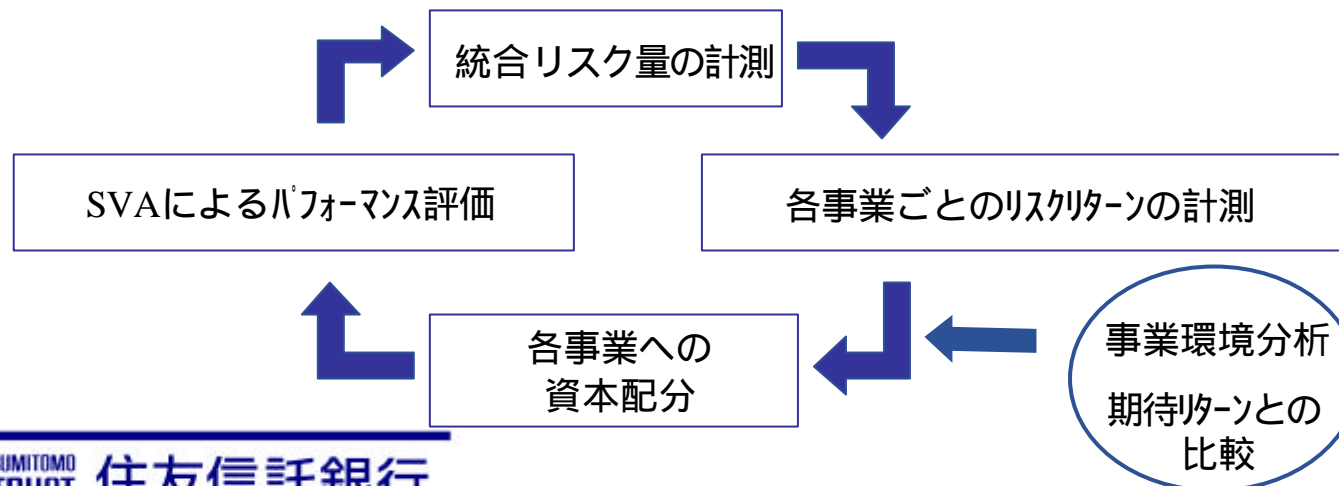 統合リスク量の計測
SVAによるﾊﾟﾌｫｰﾏﾝｽ評価
各事業ごとのﾘｽｸﾘﾀｰﾝの計測
各事業への
資本配分
事業環境分析
期待ﾘﾀｰﾝとの
比較
住友信託銀行